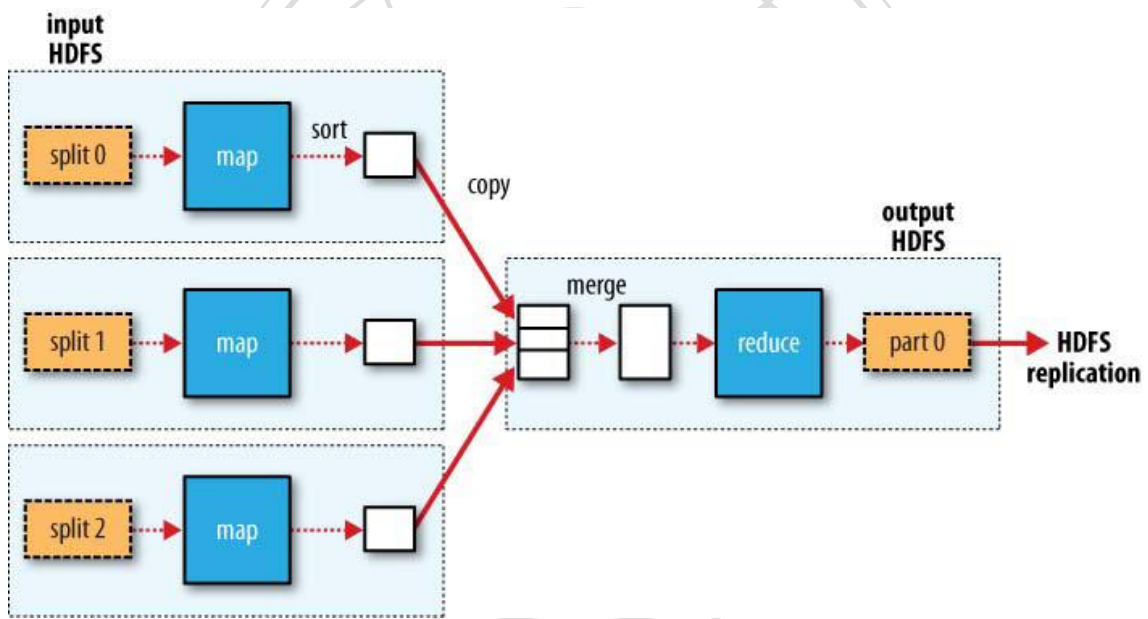 input
HDFS
split 0
map
sort
copy
split 1
map
split 2
map
merge
output
HDFS
reduce
part 0
HDFS
replication